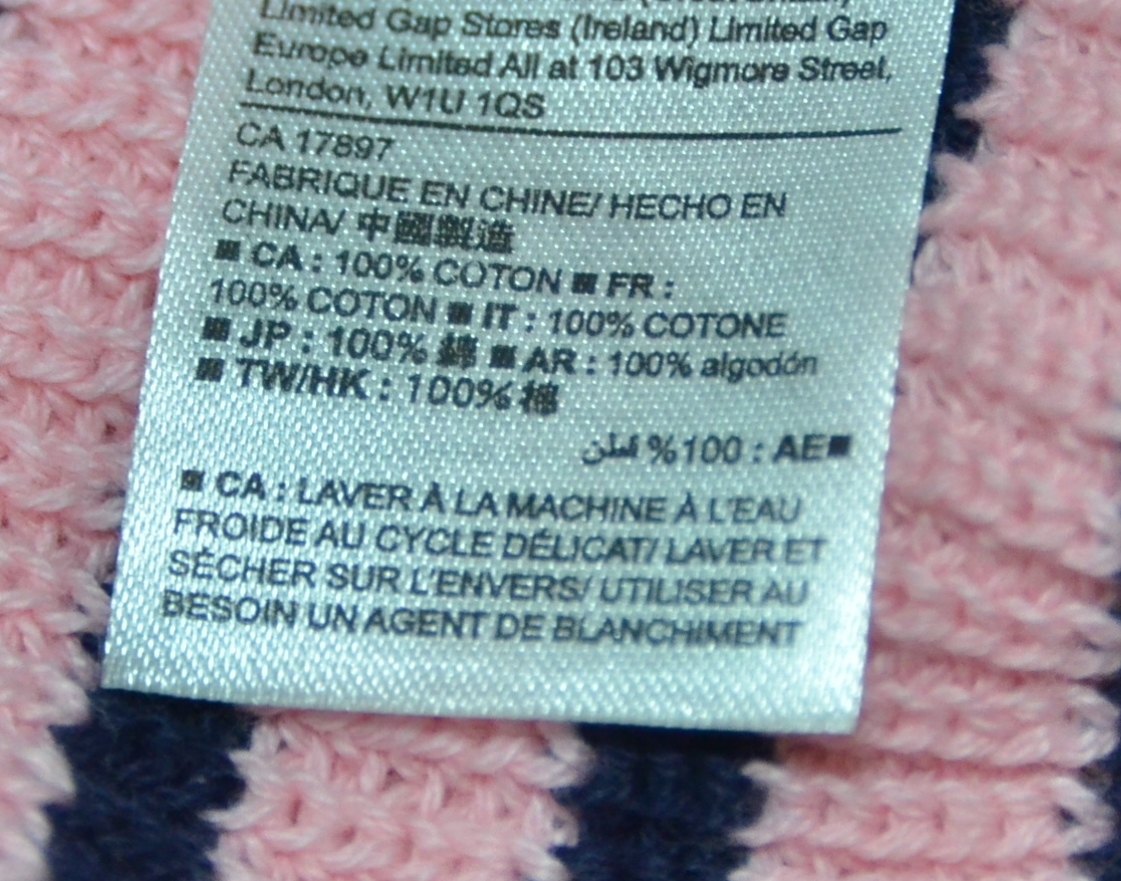 Limited Gap Stores (Ireland) Limited Gap
Europe Limited All at 103 Wigmore Street,
London, W1U 1QS
CA 17897
FABRIQUE EN CHINE/ HECHO EN
CHINA/ 中國製造
■ CA : 100% COTON ■ FR :
100% COTON ■ IT : 100% COTONE
■ JP : 100% 綿 ■ AR : 100% algodón
■ TW/HK : 100% 棉
■AE : 100% قطن
■ CA : LAVER À LA MACHINE À L'EAU
FROIDE AU CYCLE DÉLICAT/ LAVER ET
SÉCHER SUR L'ENVERS/ UTILISER AU
BESOIN UN AGENT DE BLANCHIMENT